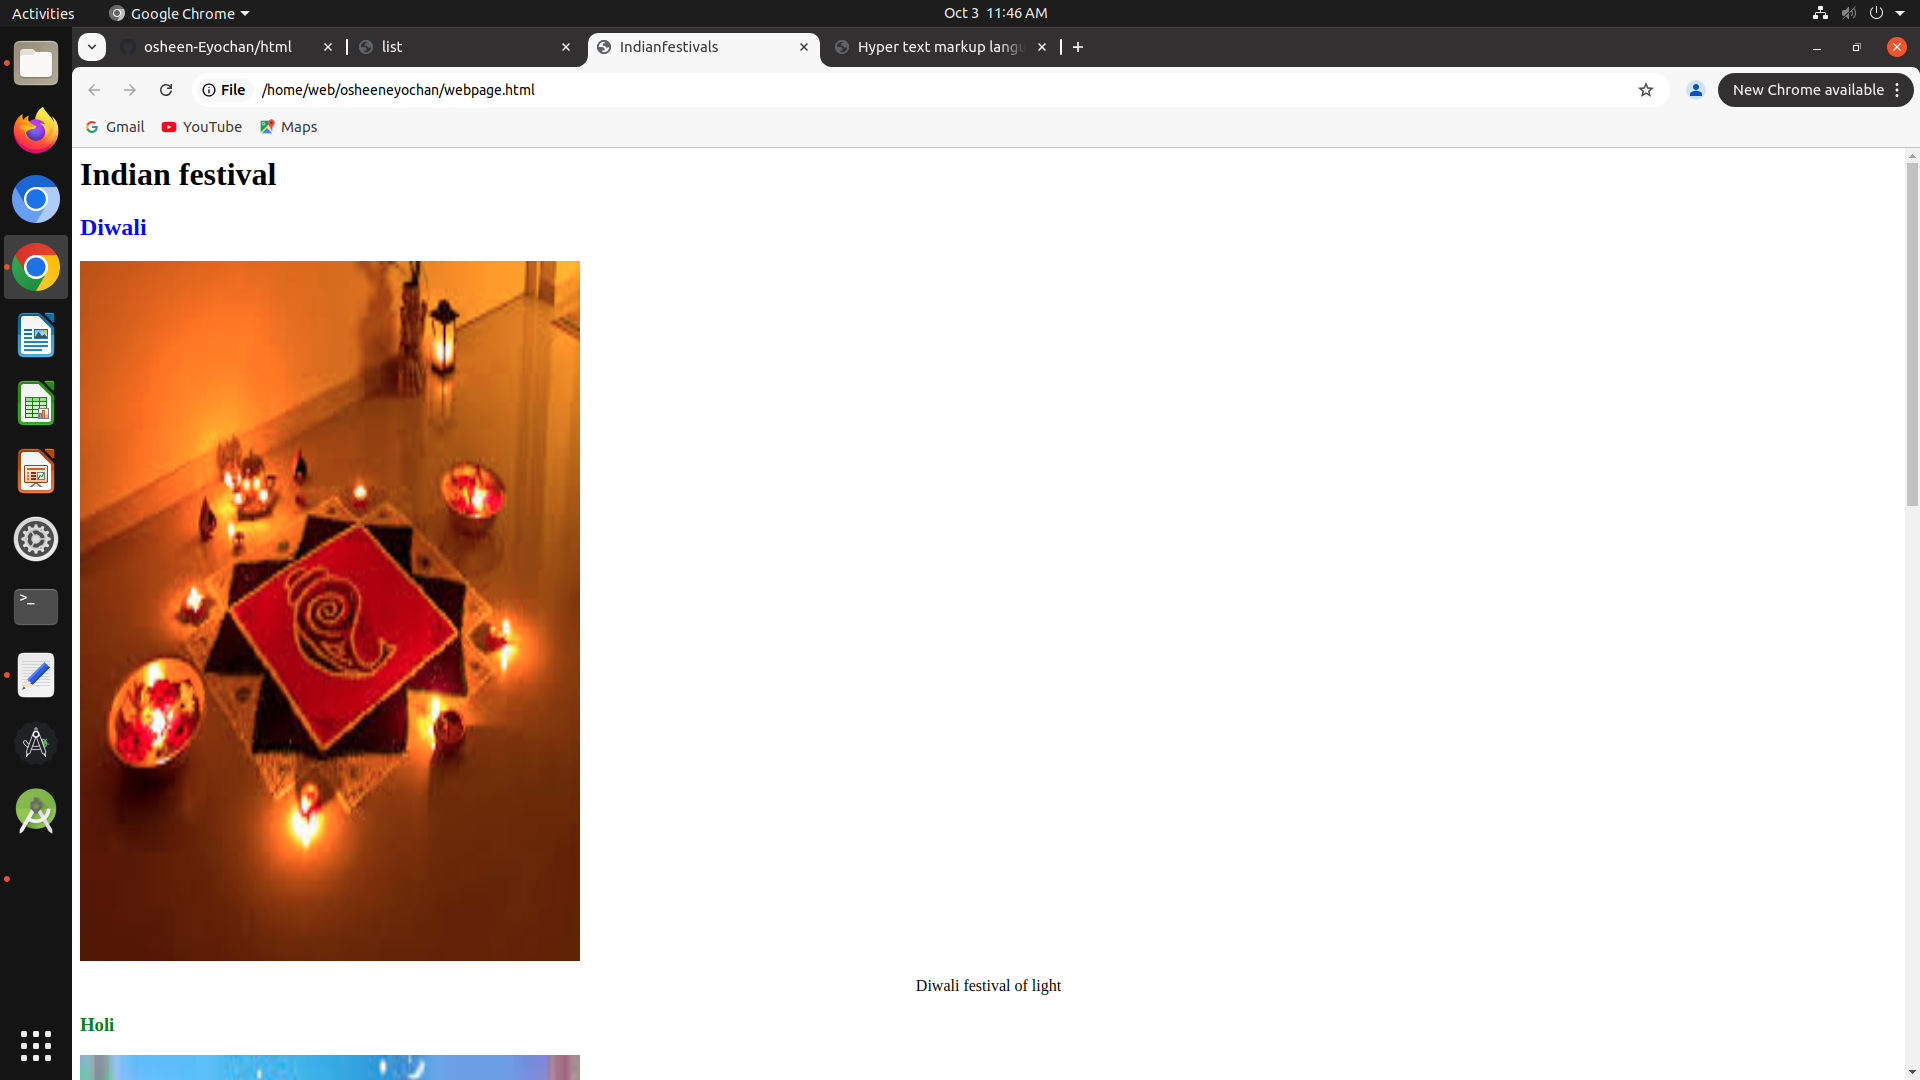 Activities
Google Chrome
Oct 3 11:46 AM
osheen-Eyochan/html
list
Indianfestivals
Hyper text markup langu
File
/home/web/osheeneyochan/webpage.html
New Chrome available
Gmail
YouTube
Maps
Indian festival
Diwali
Diwali festival of light
Holi